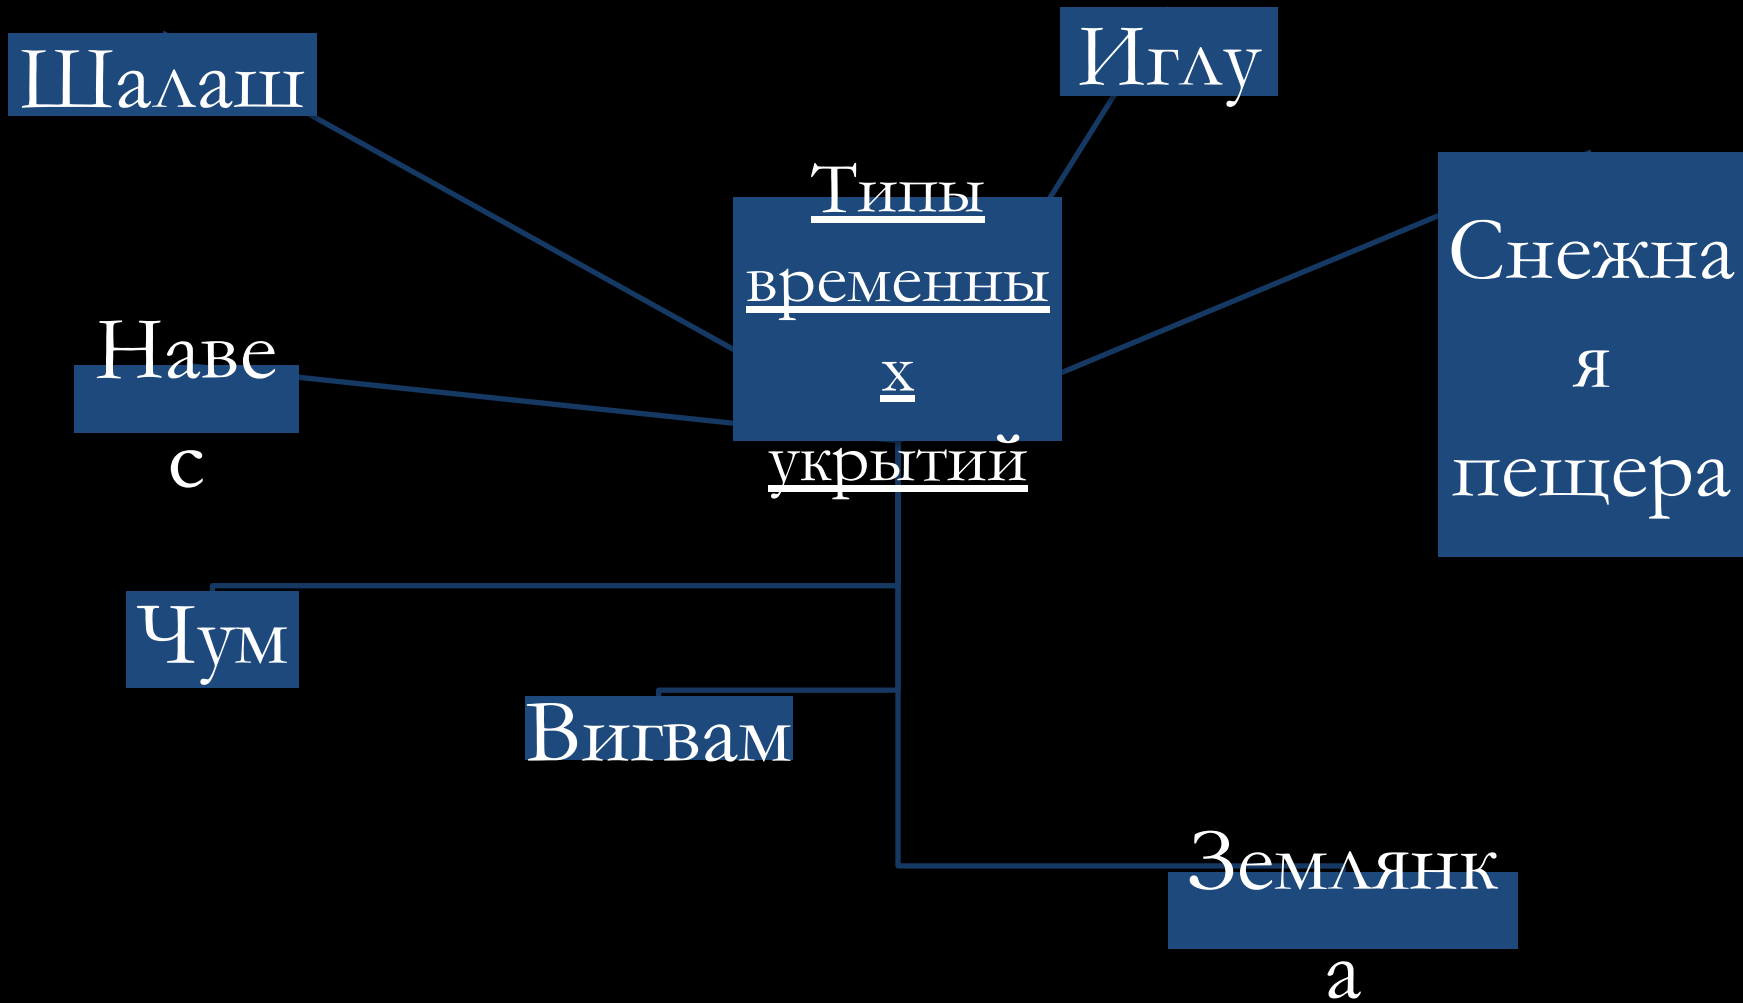 Шалаш
Иглу
Типы
временны
х
укрытий
Снежна
я
пещера
Наве
с
Чум
Вигвам
Землянк
а